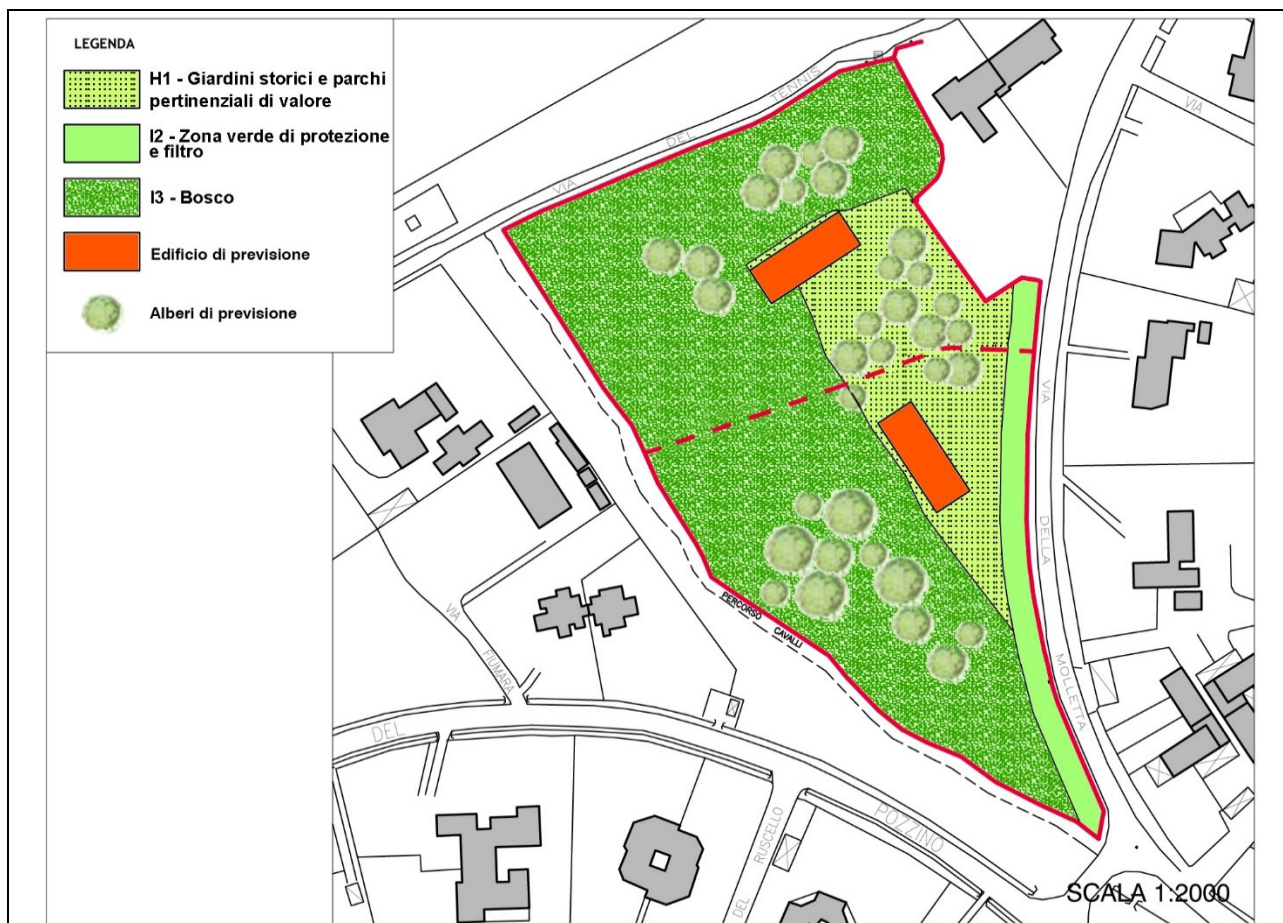 LEGENDA
H1 - Giardini storici e parchi
pertinenziali di valore
I2 - Zona verde di protezione
e filtro
I3 - Bosco
Edificio di previsione
Alberi di previsione
VIA DEL TENNIS
VIA
VIA DELLA MOLLETTA
PERCORSO CAVALLI
VIA FIUMARA
DEL POZZINO
DEL RUSCELLO
SCALA 1:2000